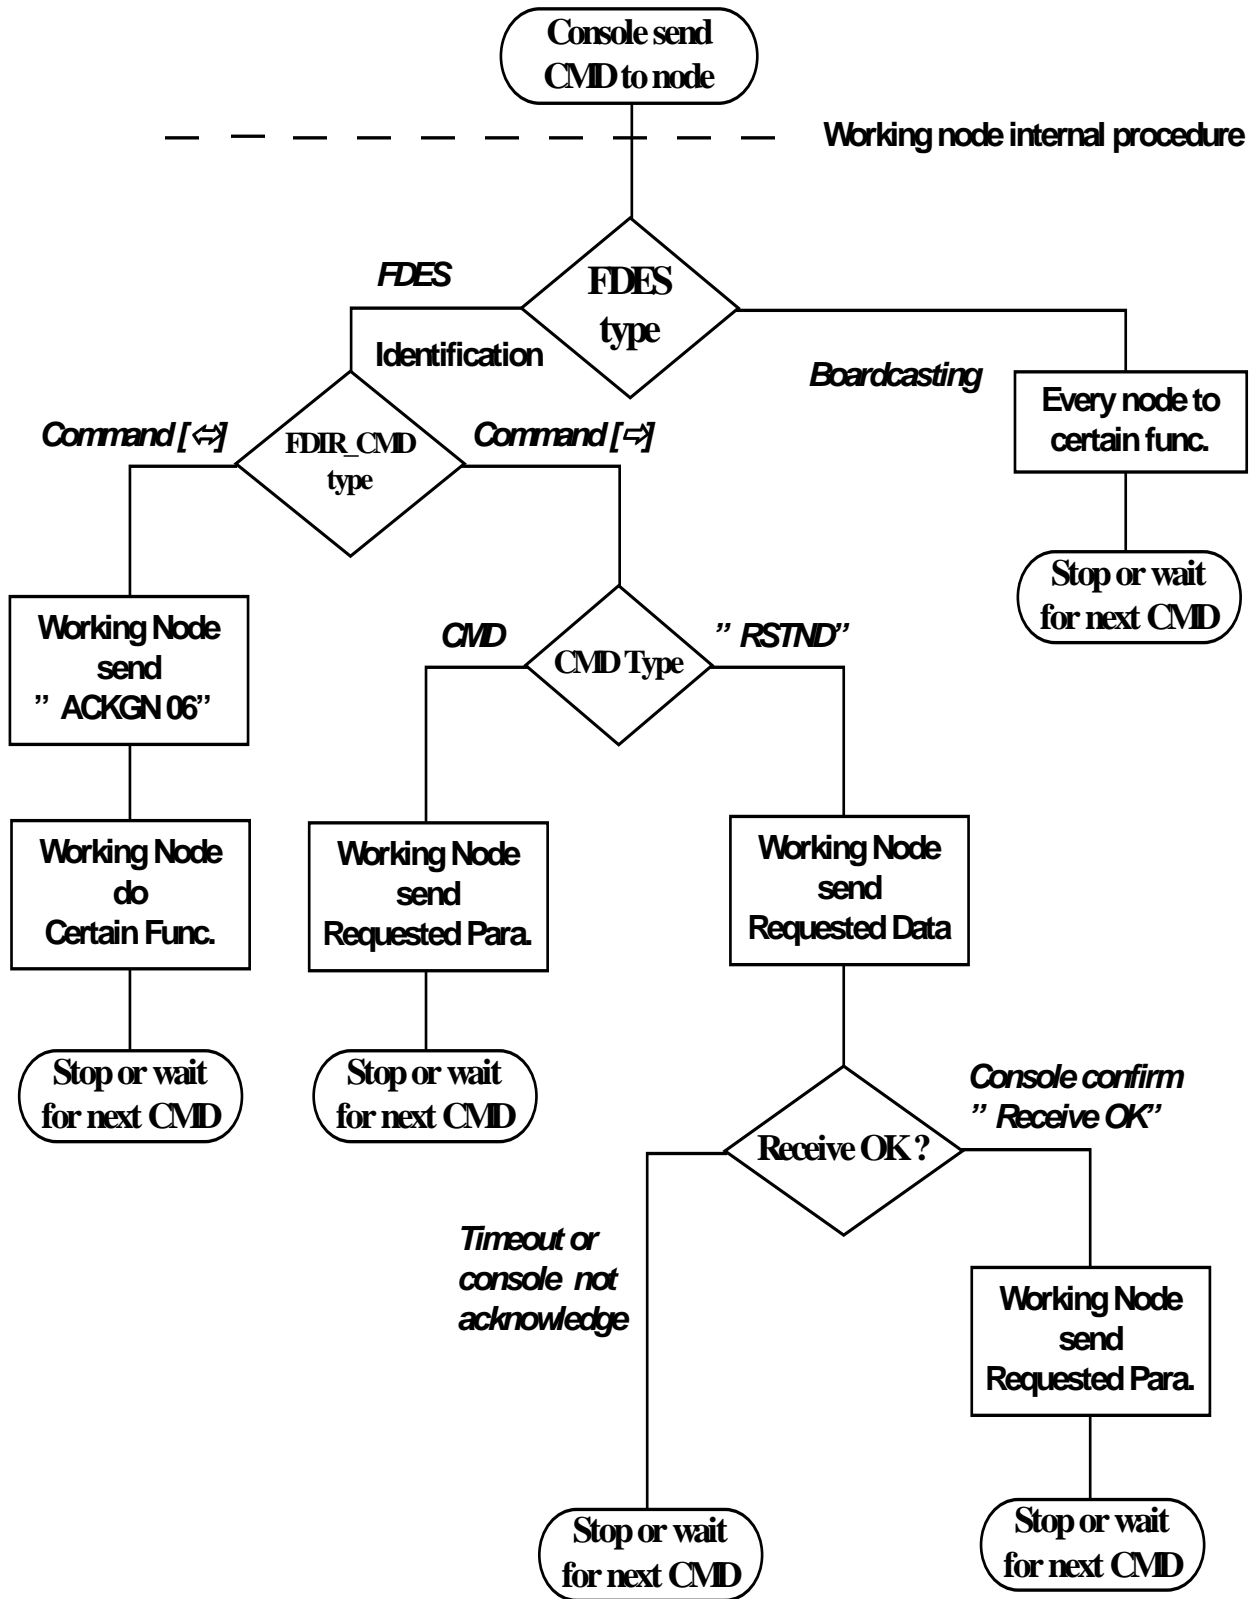 Console send
CMD to node
Working node internal procedure
FDES
FDES
type
Identification
Boardcasting
Every node to
certain func.
Command [⇔]
FDIR_CMD
type
Command [⇨]
Stop or wait
for next CMD
Working Node
send
” ACKGN 06”
CMD
CMD Type
” RSTND”
Working Node
do
Certain Func.
Working Node
send
Requested Para.
Working Node
send
Requested Data
Stop or wait
for next CMD
Stop or wait
for next CMD
Receive OK ?
Console confirm
” Receive OK”
Timeout or
console not
acknowledge
Working Node
send
Requested Para.
Stop or wait
for next CMD
Stop or wait
for next CMD